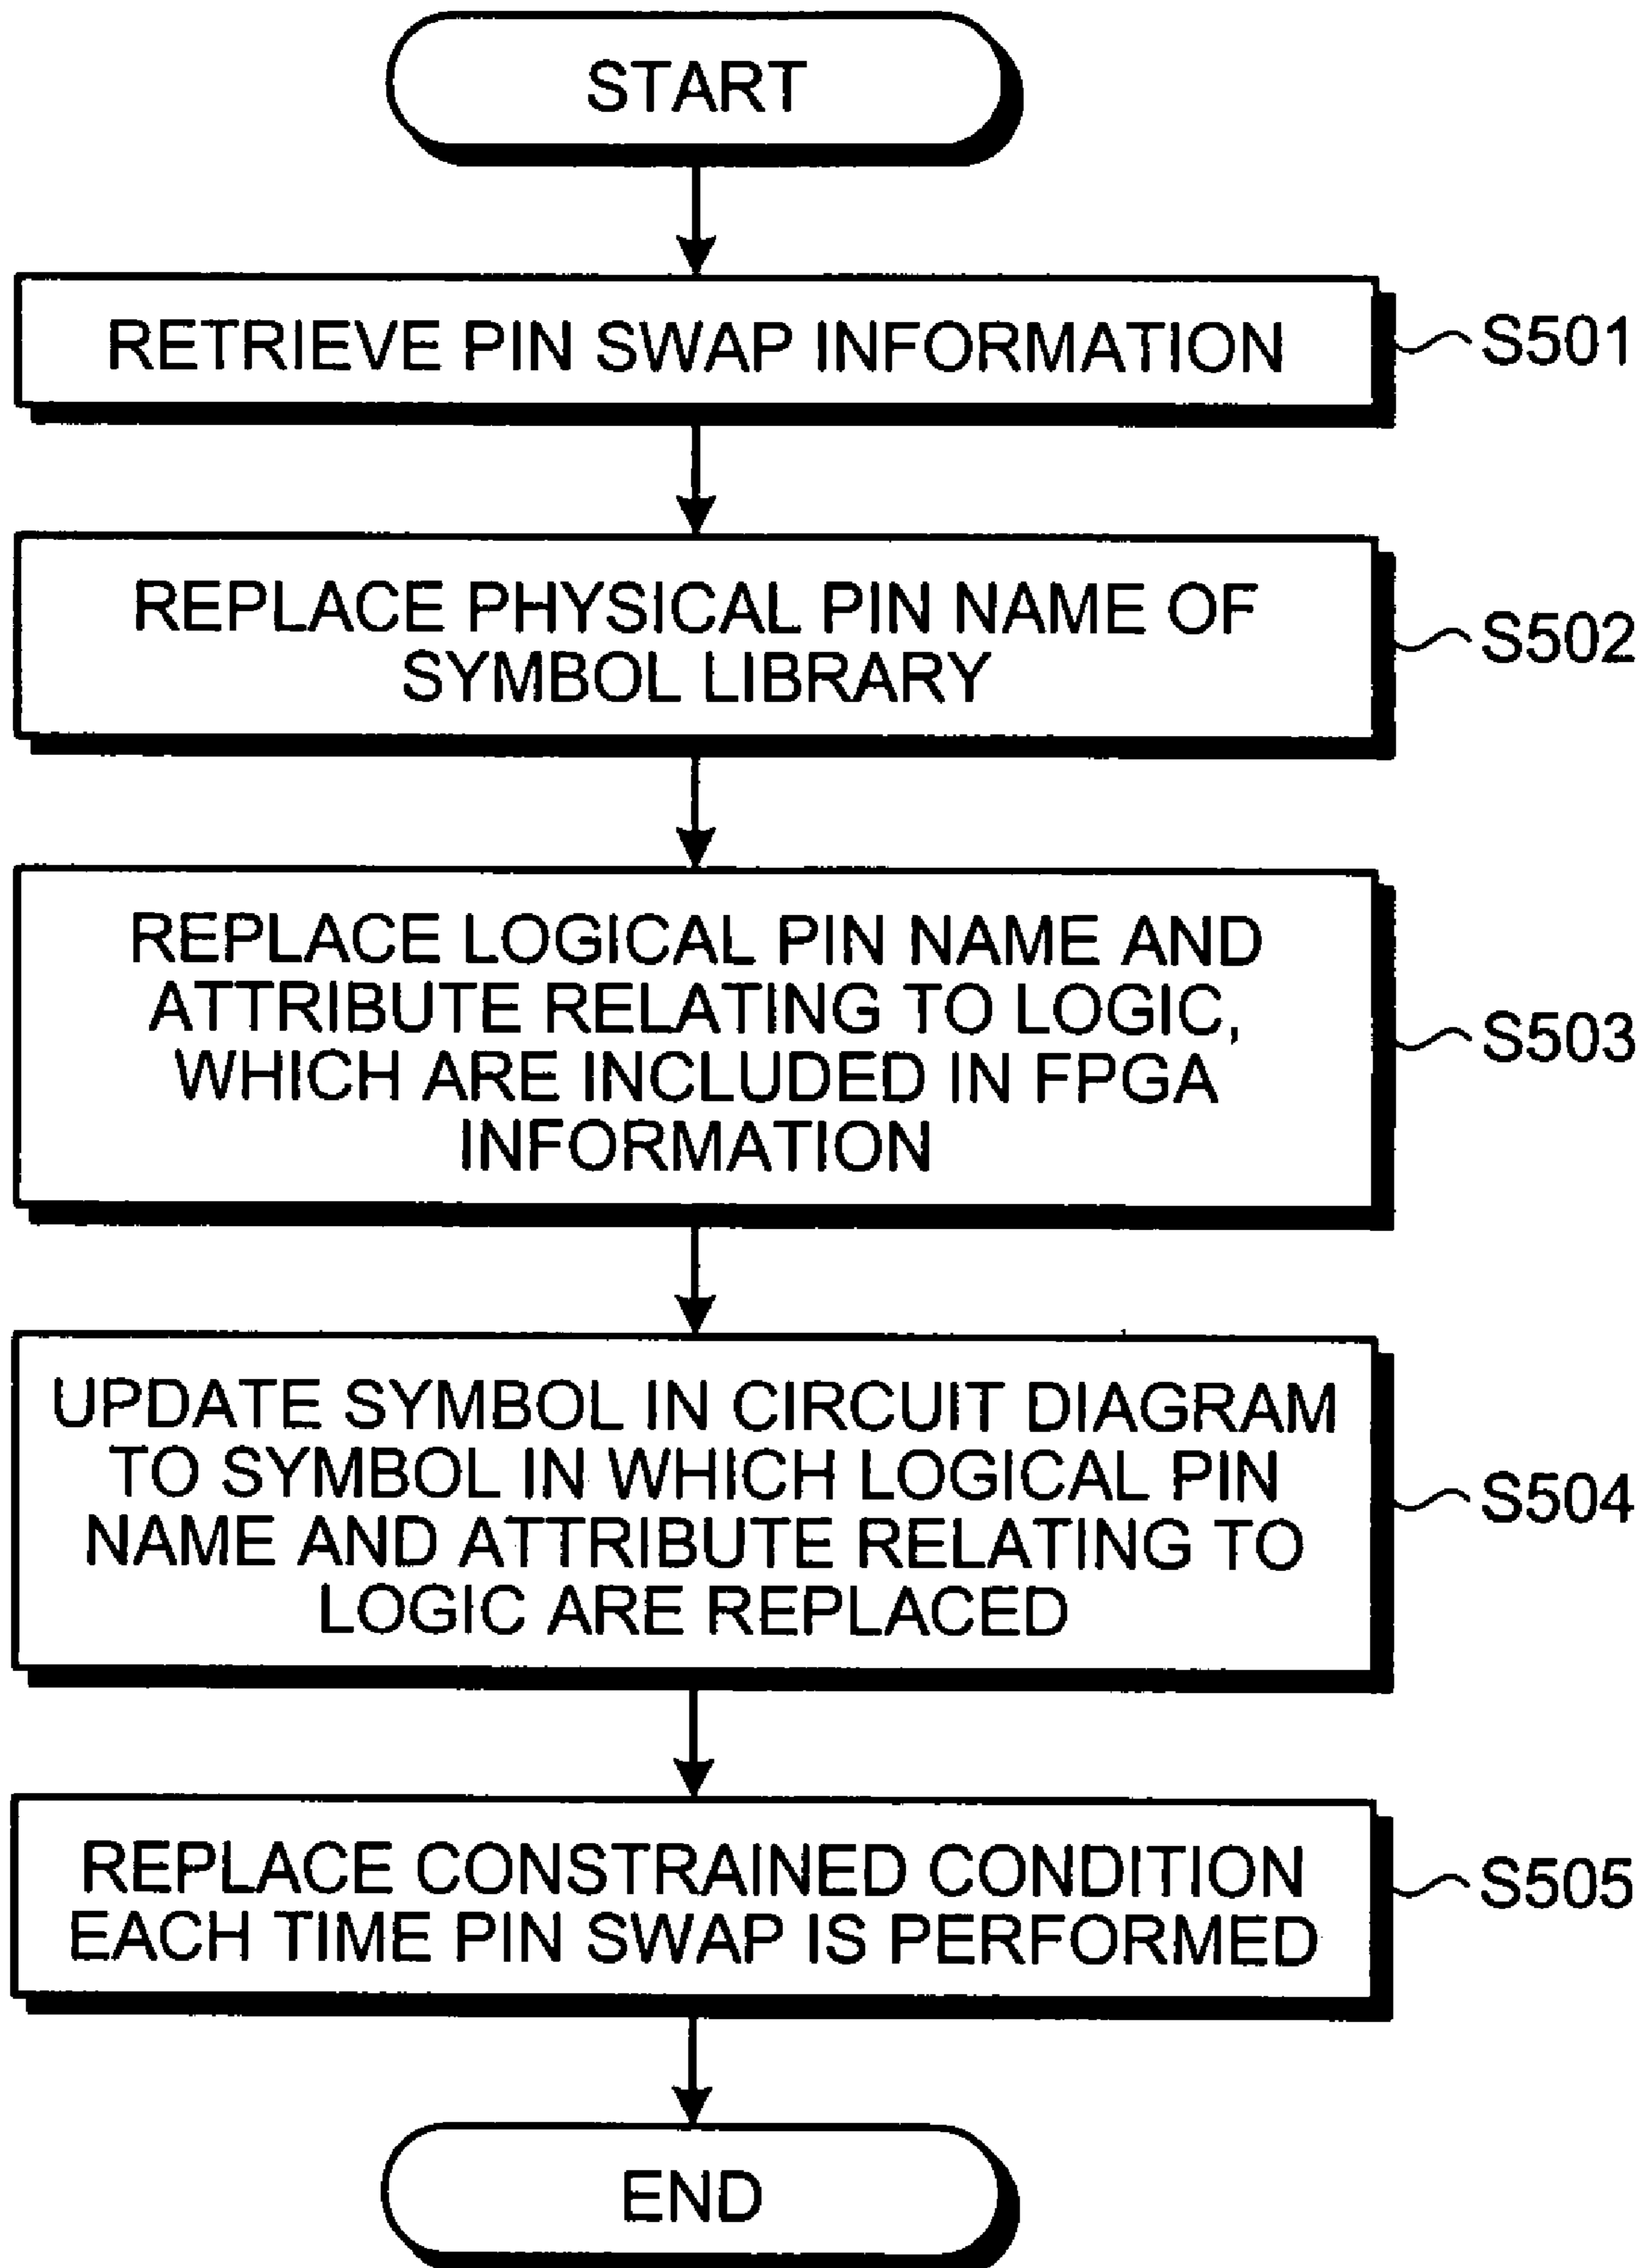 START
RETRIEVE PIN SWAP INFORMATION
S501
REPLACE PHYSICAL PIN NAME OF
SYMBOL LIBRARY
S502
REPLACE LOGICAL PIN NAME AND
ATTRIBUTE RELATING TO LOGIC,
WHICH ARE INCLUDED IN FPGA
INFORMATION
S503
UPDATE SYMBOL IN CIRCUIT DIAGRAM
TO SYMBOL IN WHICH LOGICAL PIN
NAME AND ATTRIBUTE RELATING TO
LOGIC ARE REPLACED
S504
REPLACE CONSTRAINED CONDITION
EACH TIME PIN SWAP IS PERFORMED
S505
END